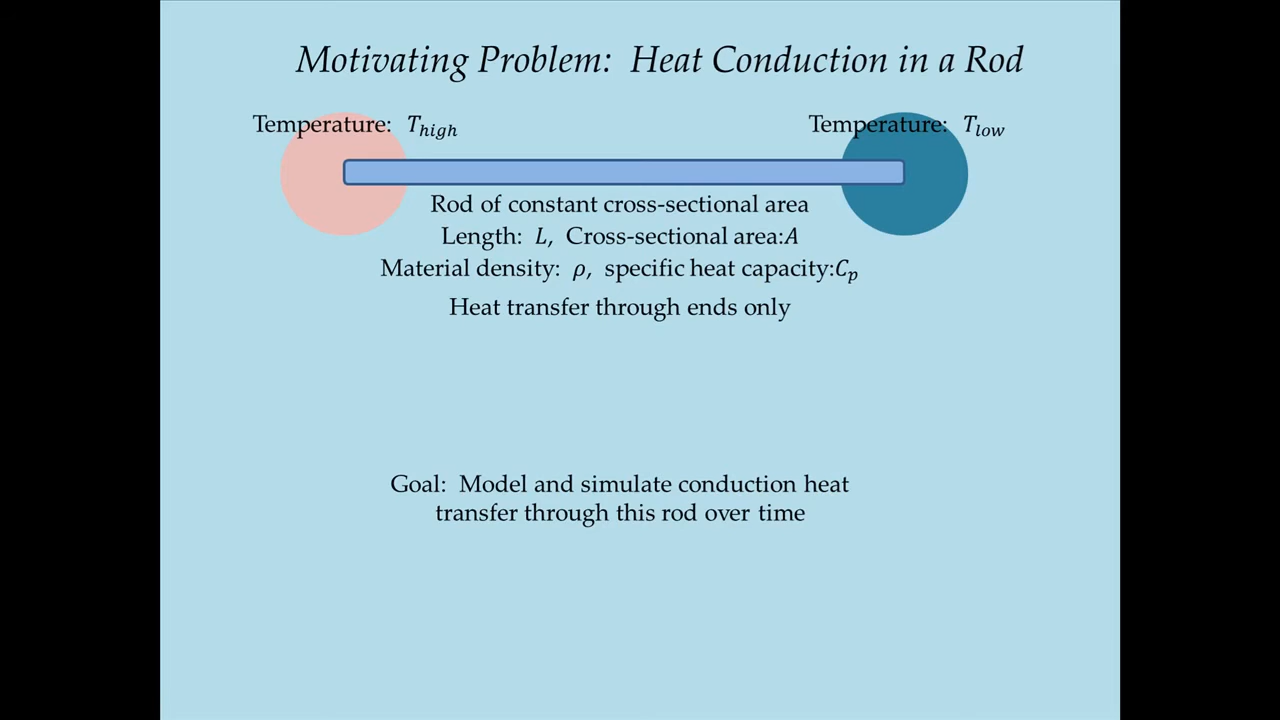 Motivating Problem: Heat Conduction in a Rod
Temperature: T_high
Temperature: T_low
Rod of constant cross-sectional area
Length: L, Cross-sectional area:A
Material density: ρ, specific heat capacity:C_p
Heat transfer through ends only
Goal: Model and simulate conduction heat
transfer through this rod over time